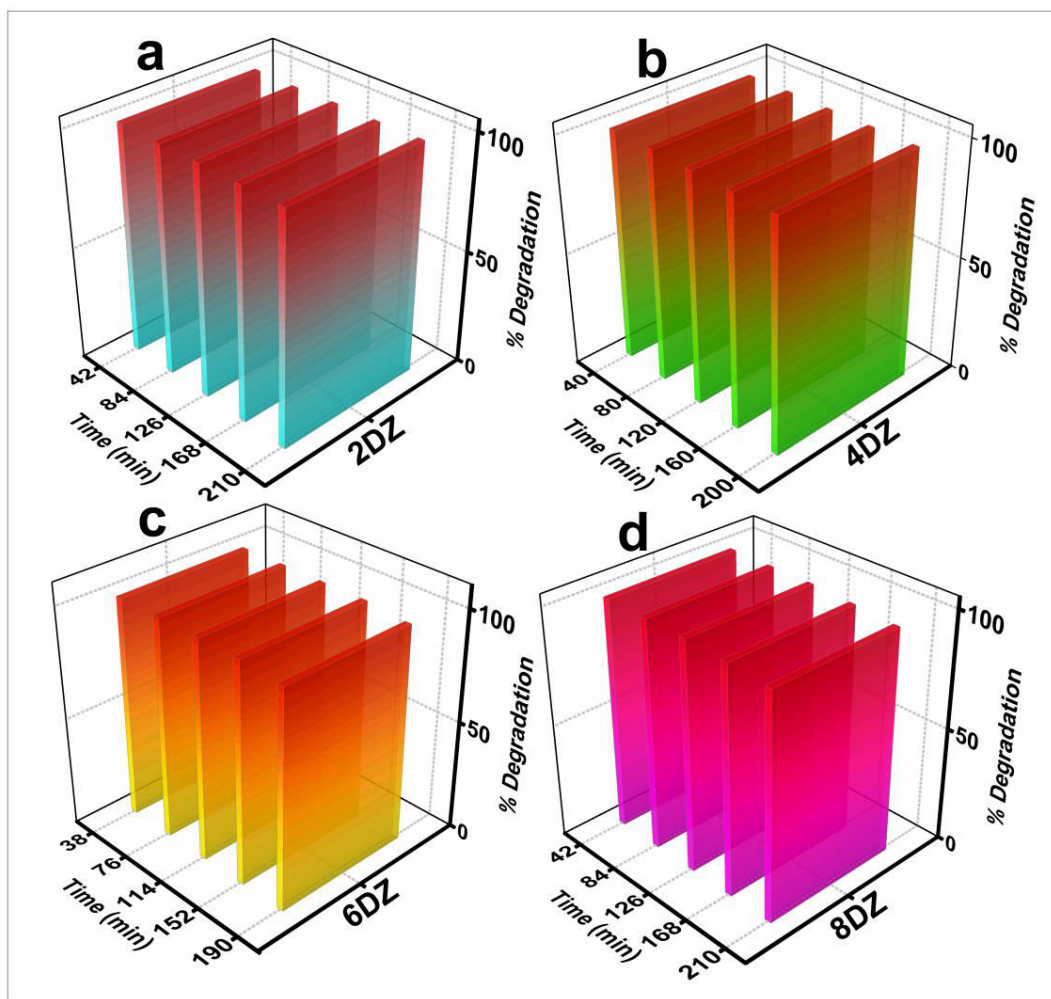 a
100
50
0
% Degradation
42
84
126
168
210
Time (min)
2DZ
b
100
50
0
% Degradation
40
80
120
160
200
Time (min)
4DZ
c
100
50
0
% Degradation
38
76
114
152
190
Time (min)
6DZ
d
100
50
0
% Degradation
42
84
126
168
210
Time (min)
8DZ